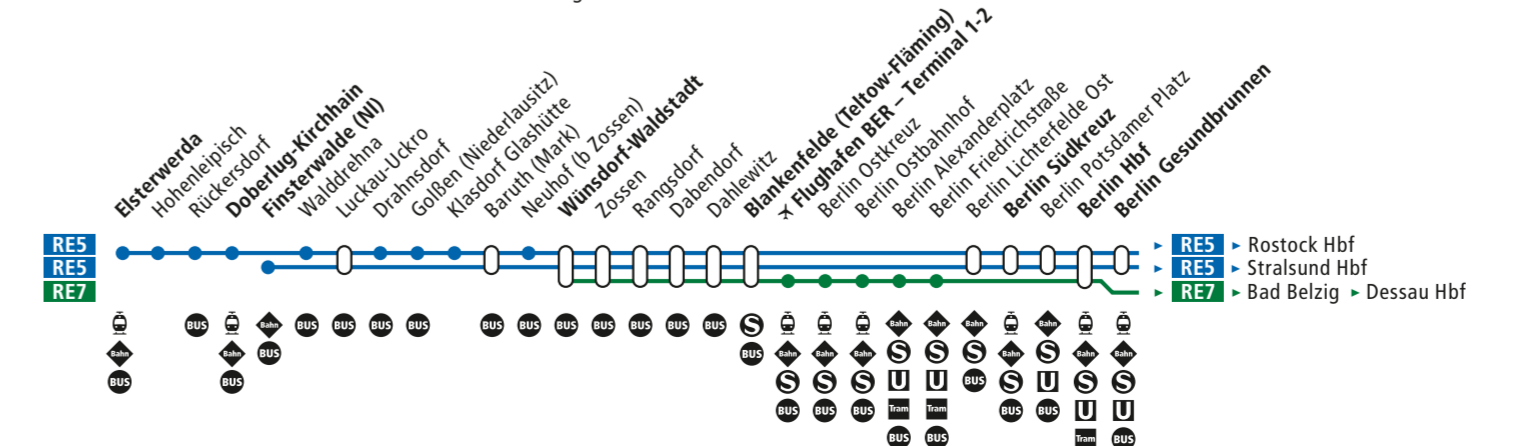 Elsterwerda
Hohenleipisch
Rückersdorf
Doberlug-Kirchhain
Finsterwalde (Nl)
Walddrehna
Luckau-Uckro
Drahnsdorf
Golßen (Niederlausitz)
Klasdorf Glashütte
Baruth (Mark)
Neuhof (b Zossen)
Wünsdorf-Waldstadt
Zossen
Rangsdorf
Dabendorf
Dahlewitz
Blankenfelde (Teltow-Fläming)
Flughafen BER – Terminal 1-2
Berlin Ostkreuz
Berlin Ostbahnhof
Berlin Alexanderplatz
Berlin Friedrichstraße
Berlin Lichterfelde Ost
Berlin Südkreuz
Berlin Potsdamer Platz
Berlin Hbf
Berlin Gesundbrunnen
RE5 RE5 Rostock Hbf
RE5 RE5 Stralsund Hbf
RE7 RE7 Bad Belzig Dessau Hbf
BUS Bahn BUS BUS BUS BUS BUS BUS BUS BUS BUS BUS BUS BUS S Bahn Bahn Bahn Bahn
Bahn Bahn BUS BUS Bahn Bahn Bahn S S S Bahn S Bahn Bahn
BUS BUS S S S U U BUS S U S S
BUS BUS BUS Tram Tram BUS BUS U U
BUS BUS Tram BUS